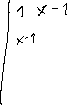 1 x - 1
x - 1